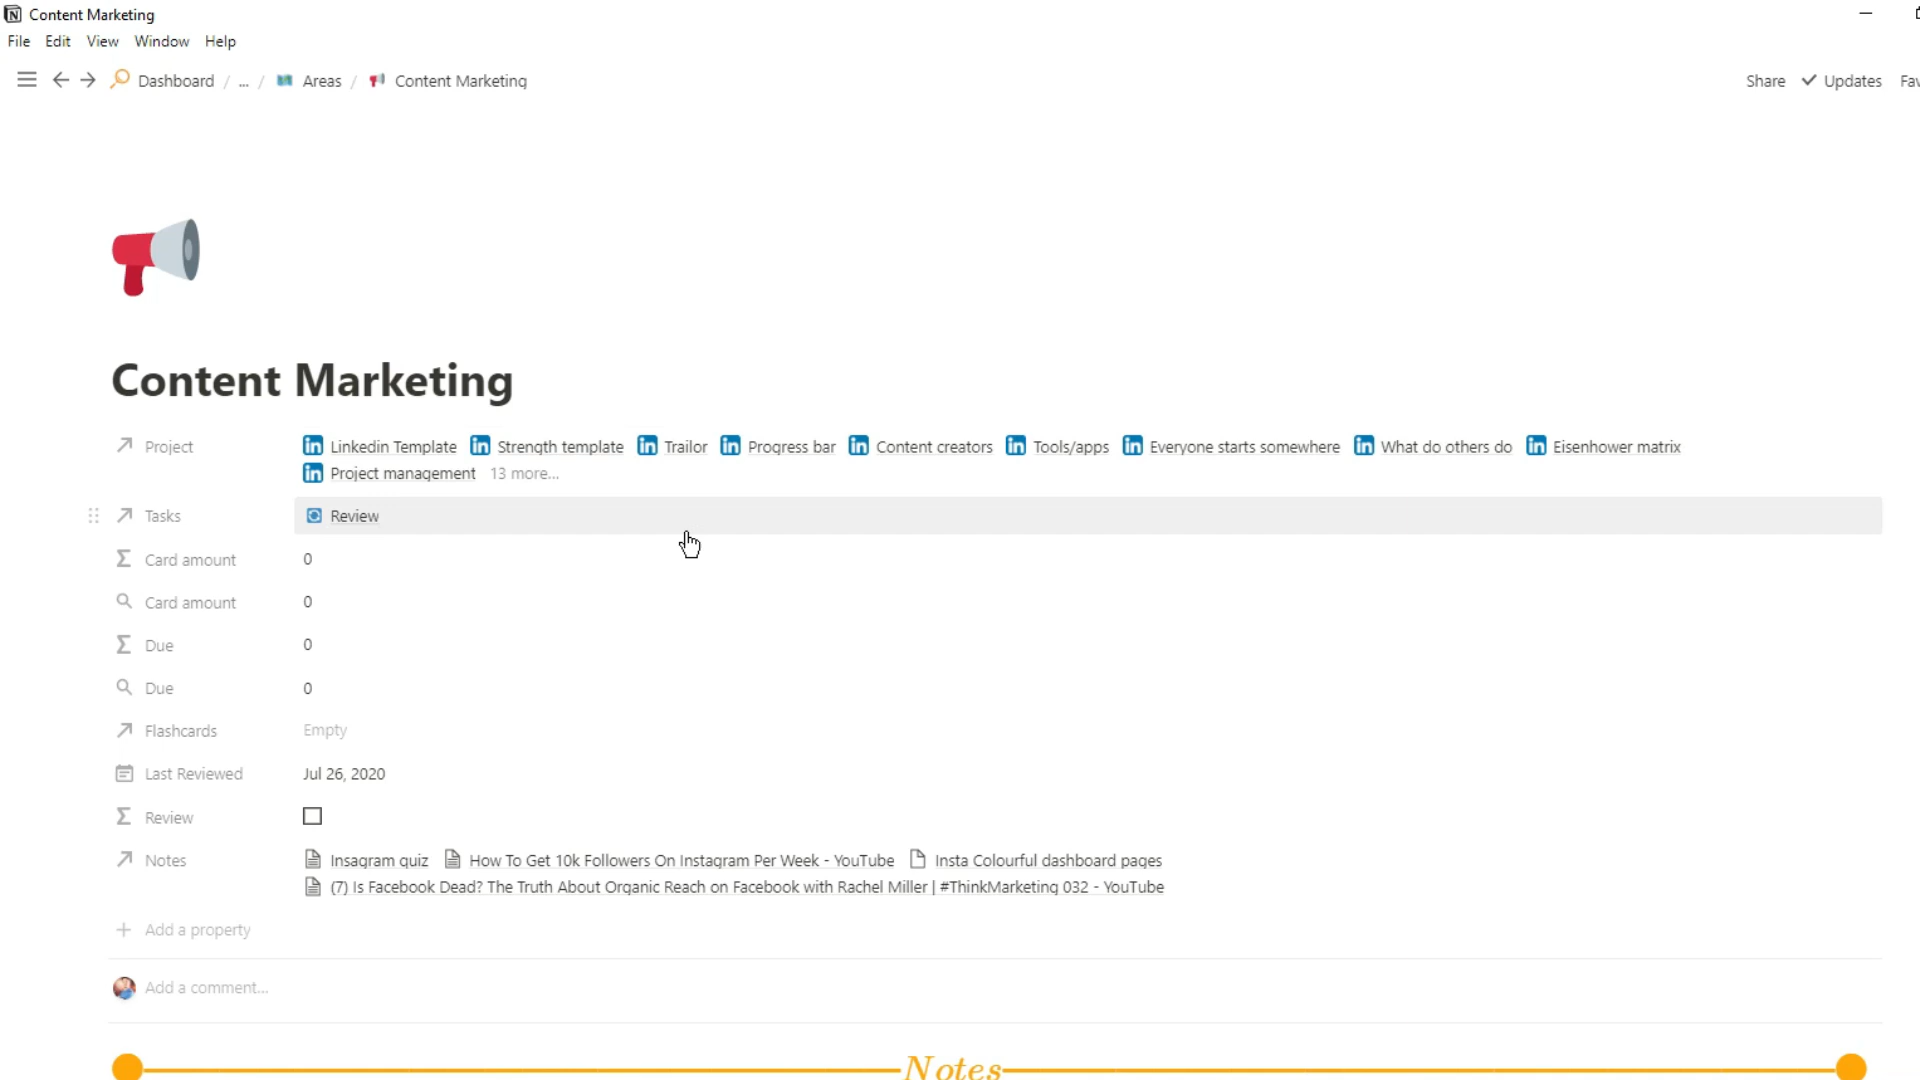 Content Marketing
File Edit View Window Help
Dashboard / ... / Areas / Content Marketing
Share Updates Fav
Content Marketing
Project Linkedin Template Strength template Trailor Progress bar Content creators Tools/apps Everyone starts somewhere What do others do Eisenhower matrix
Project management 13 more...
Tasks Review
Card amount 0
Card amount 0
Due 0
Due 0
Flashcards Empty
Last Reviewed Jul 26, 2020
Review
Notes Insagram quiz How To Get 10k Followers On Instagram Per Week - YouTube Insta Colourful dashboard pages
(7) Is Facebook Dead? The Truth About Organic Reach on Facebook with Rachel Miller | #ThinkMarketing 032 - YouTube
Add a property
Add a comment...
Notes